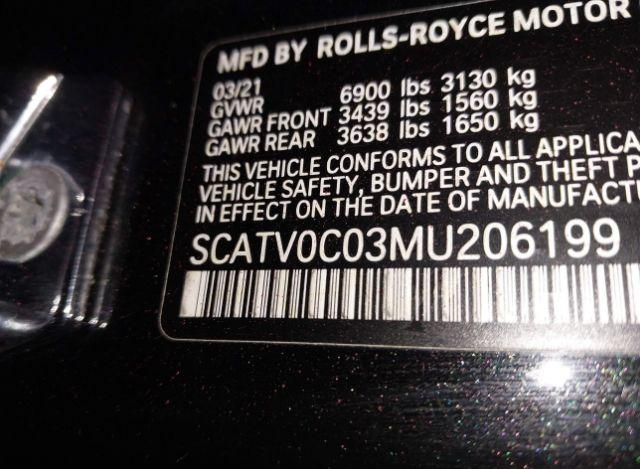 MFD BY ROLLS-ROYCE MOTOR
03/21
GVWR 6900 lbs 3130 kg
GAWR FRONT 3439 lbs 1560 kg
GAWR REAR 3638 lbs 1650 kg
THIS VEHICLE CONFORMS TO ALL APPLICA
VEHICLE SAFETY, BUMPER AND THEFT P
IN EFFECT ON THE DATE OF MANUFACT
SCATV0C03MU206199